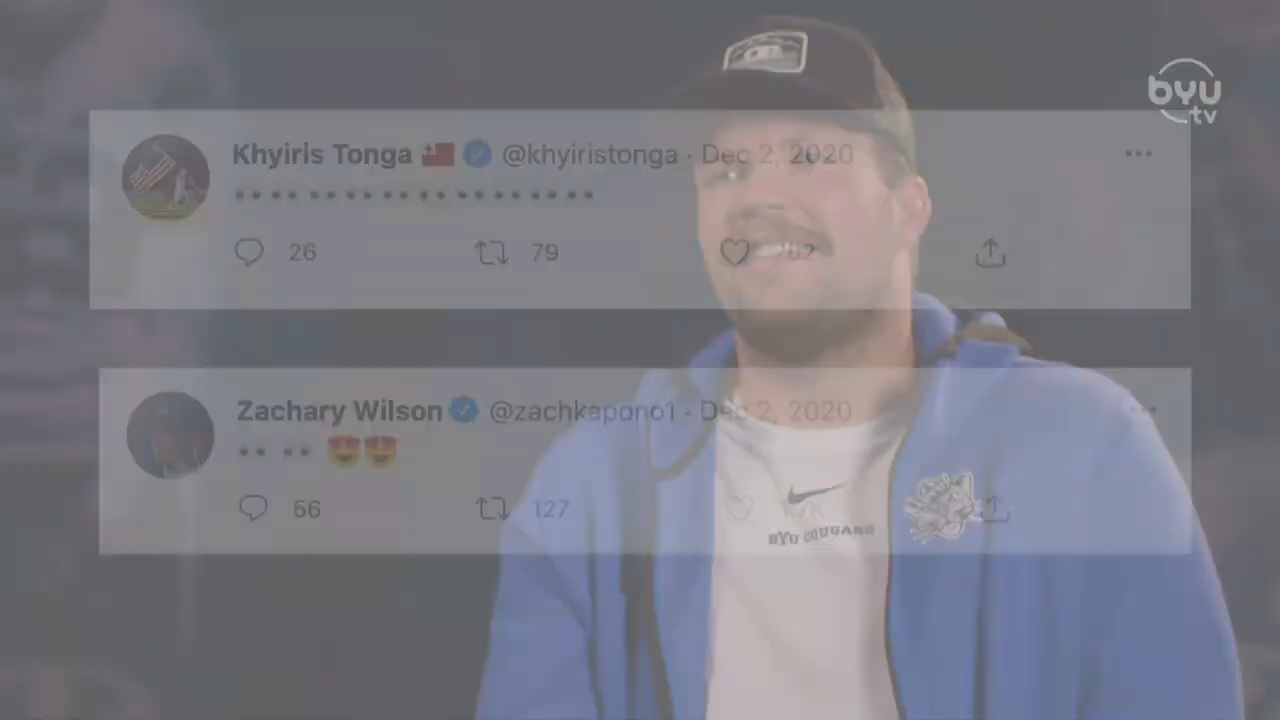 byu
tv
Khyiris Tonga @khyiristonga · Dec 2, 2020
26 79
Zachary Wilson @zachkapono1 · Dec 2, 2020
56 127
BYU COUGARS